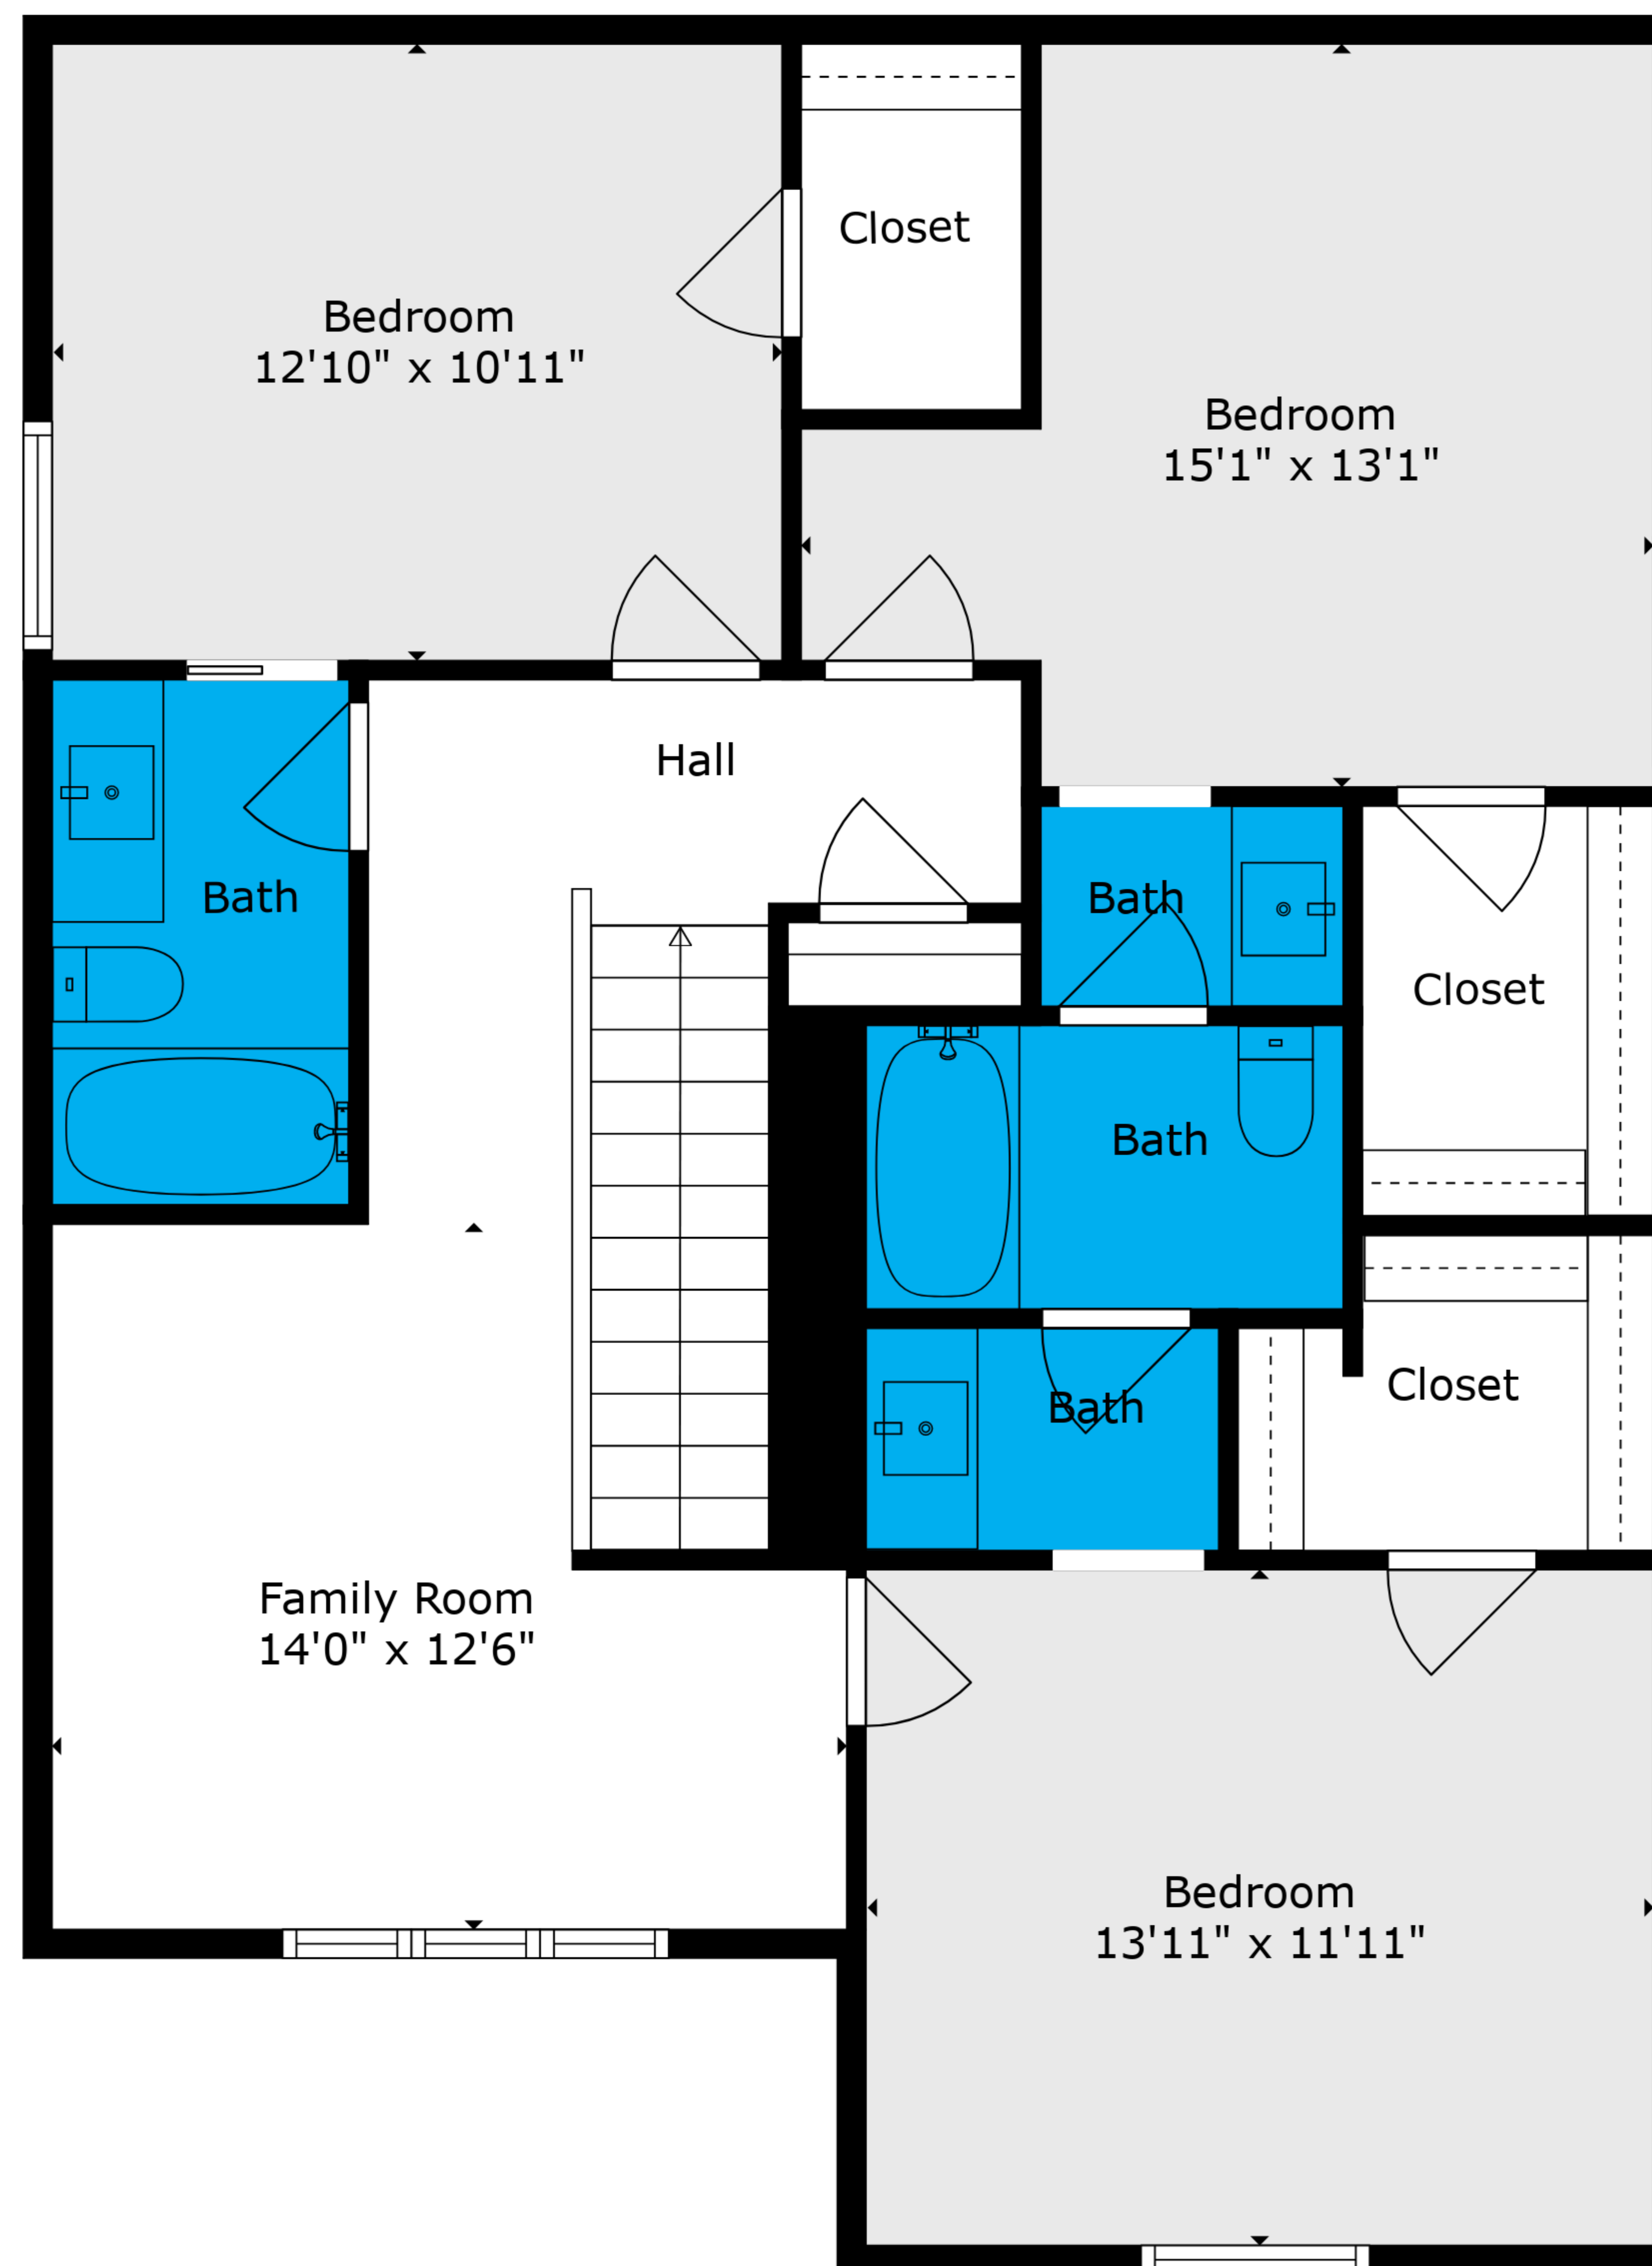 Closet
Bedroom
12'10" x 10'11"
Bedroom
15'1" x 13'1"
Hall
Bath
Bath
Closet
Bath
Closet
Bath
Family Room
14'0" x 12'6"
Bedroom
13'11" x 11'11"